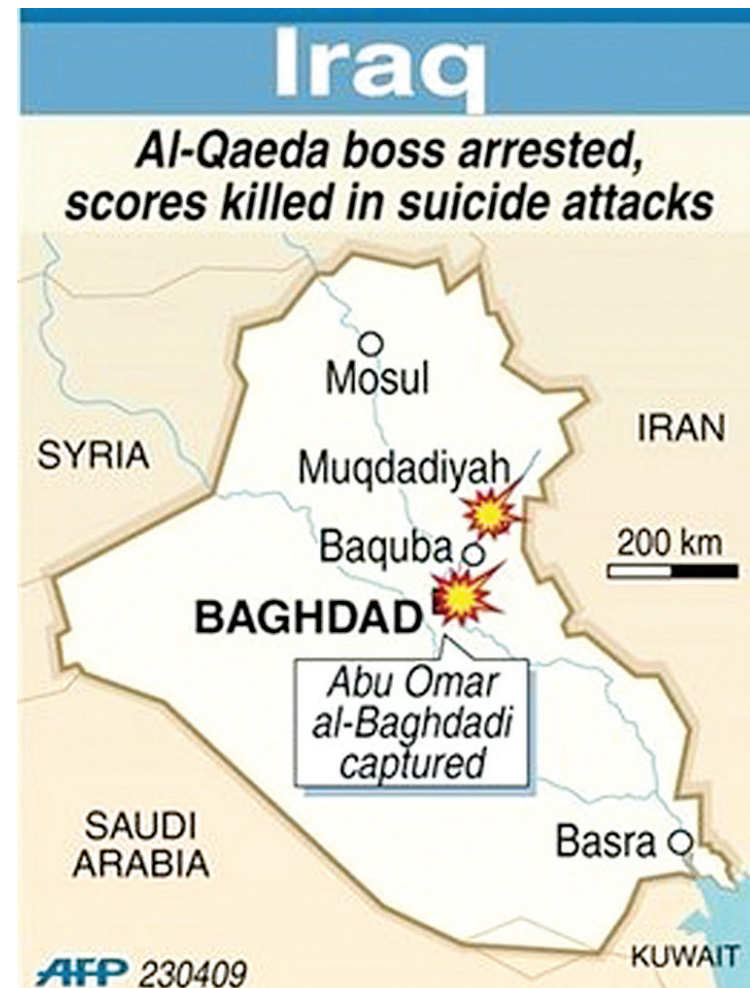 Iraq
Al-Qaeda boss arrested,
scores killed in suicide attacks
Mosul
SYRIA
IRAN
Muqdadiyah
Baquba
200 km
BAGHDAD
Abu Omar
al-Baghdadi
captured
SAUDI
ARABIA
Basra
KUWAIT
AFP 230409